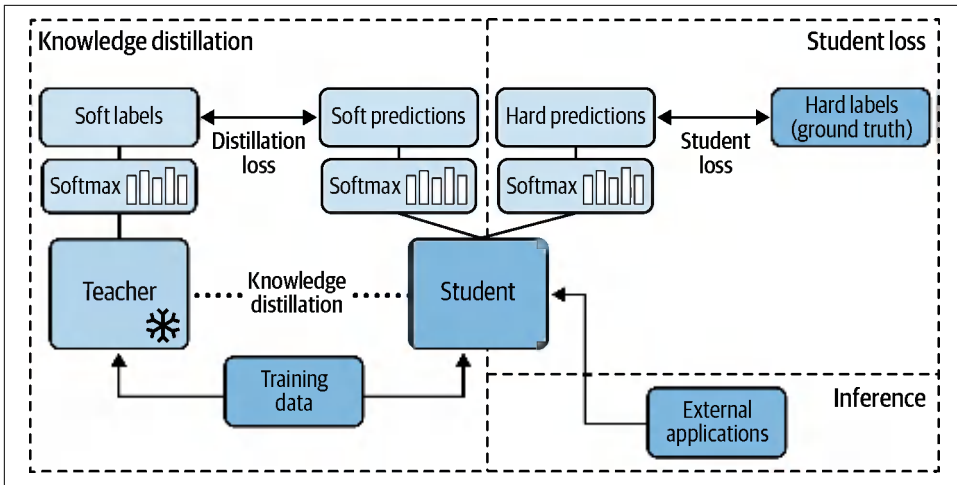 Knowledge distillation
Student loss
Soft labels
Soft predictions
Hard predictions
Hard labels
(ground truth)
Distillation
loss
Student
loss
Softmax
Softmax
Softmax
Teacher
Knowledge
distillation
Student
Training
data
External
applications
Inference